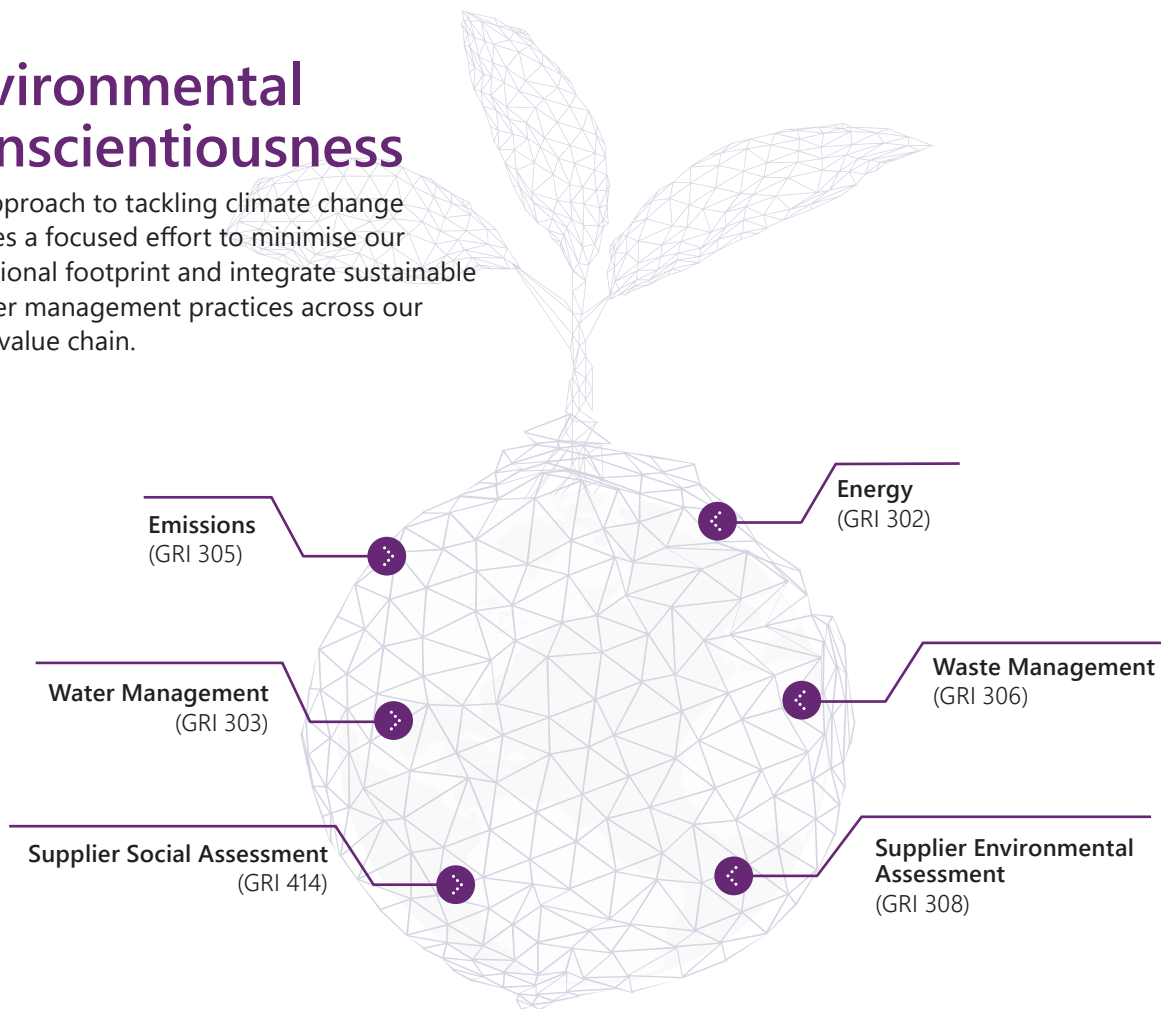 vironmental
nscientiousness
pproach to tackling climate change
es a focused effort to minimise our
tional footprint and integrate sustainable
er management practices across our
value chain.
Energy
(GRI 302)
Emissions
(GRI 305)
Waste Management
(GRI 306)
Water Management
(GRI 303)
Supplier Environmental
Assessment
(GRI 308)
Supplier Social Assessment
(GRI 414)